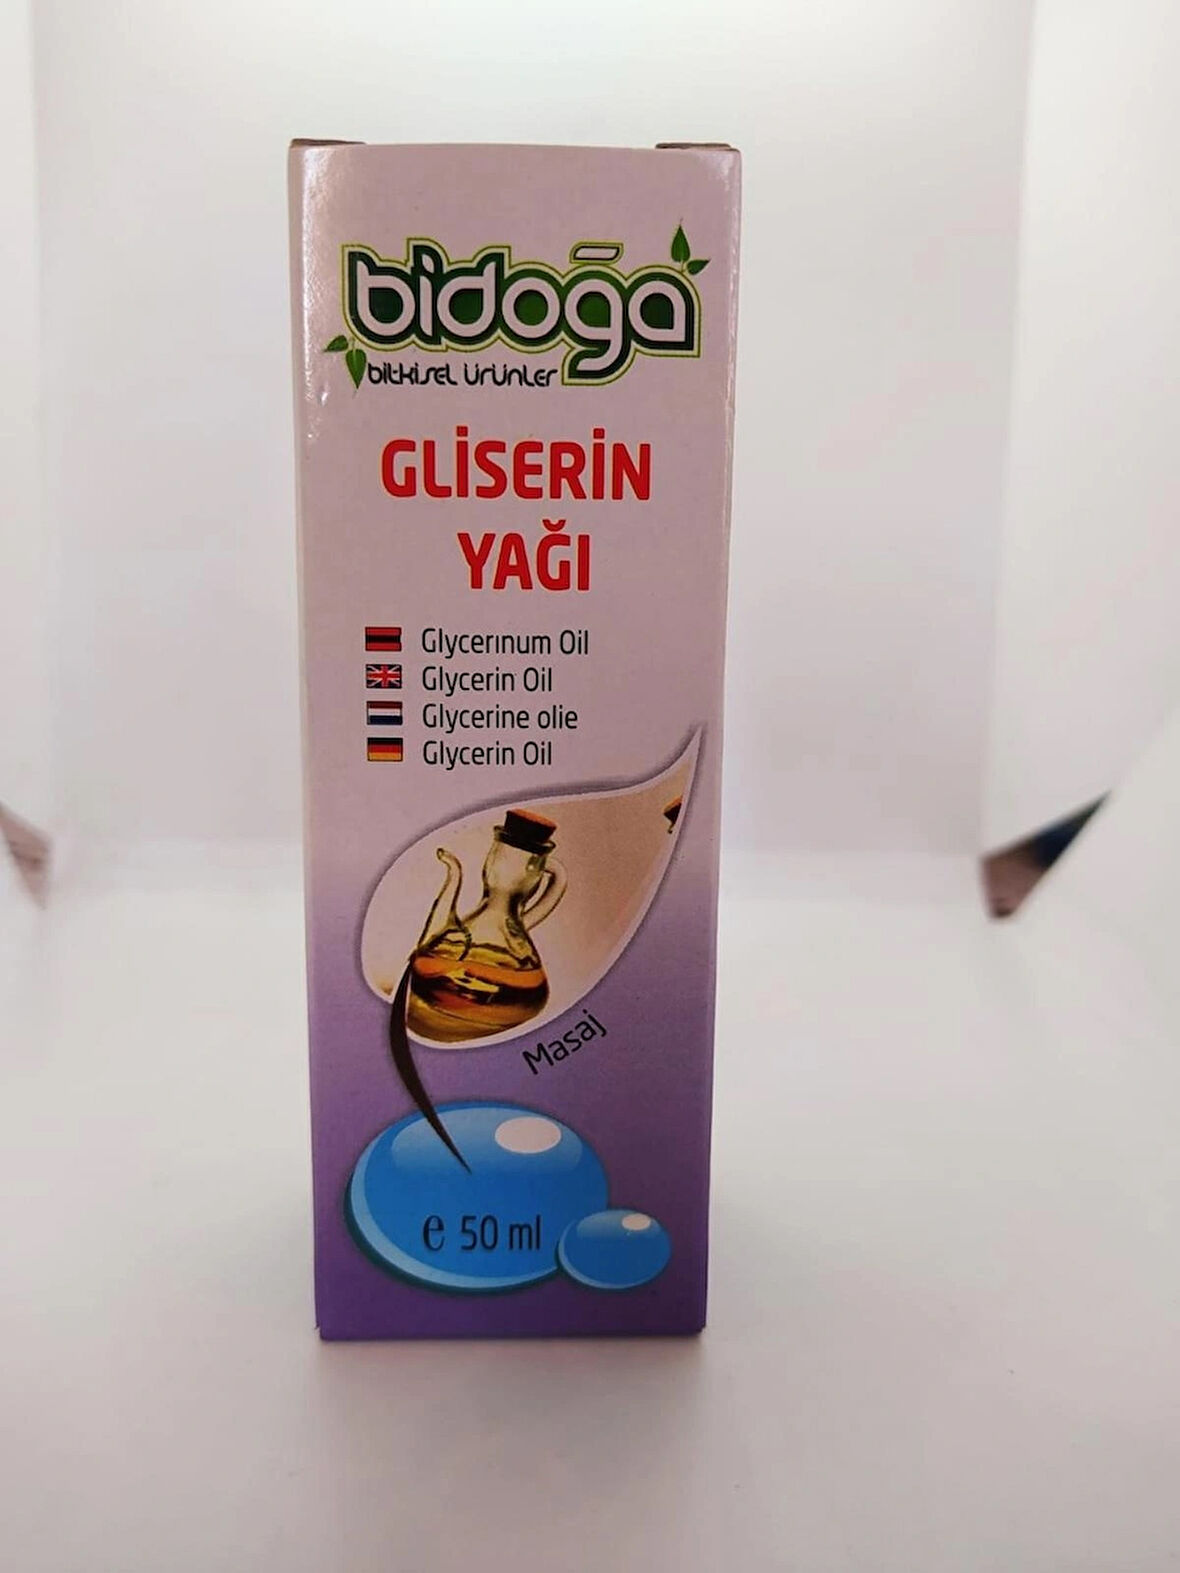 bidoğa
bitkisel ürünler
GLİSERİN
YAĞI
Glycerınum Oil
Glycerin Oil
Glycerine olie
Glycerin Oil
Masaj
e 50 ml